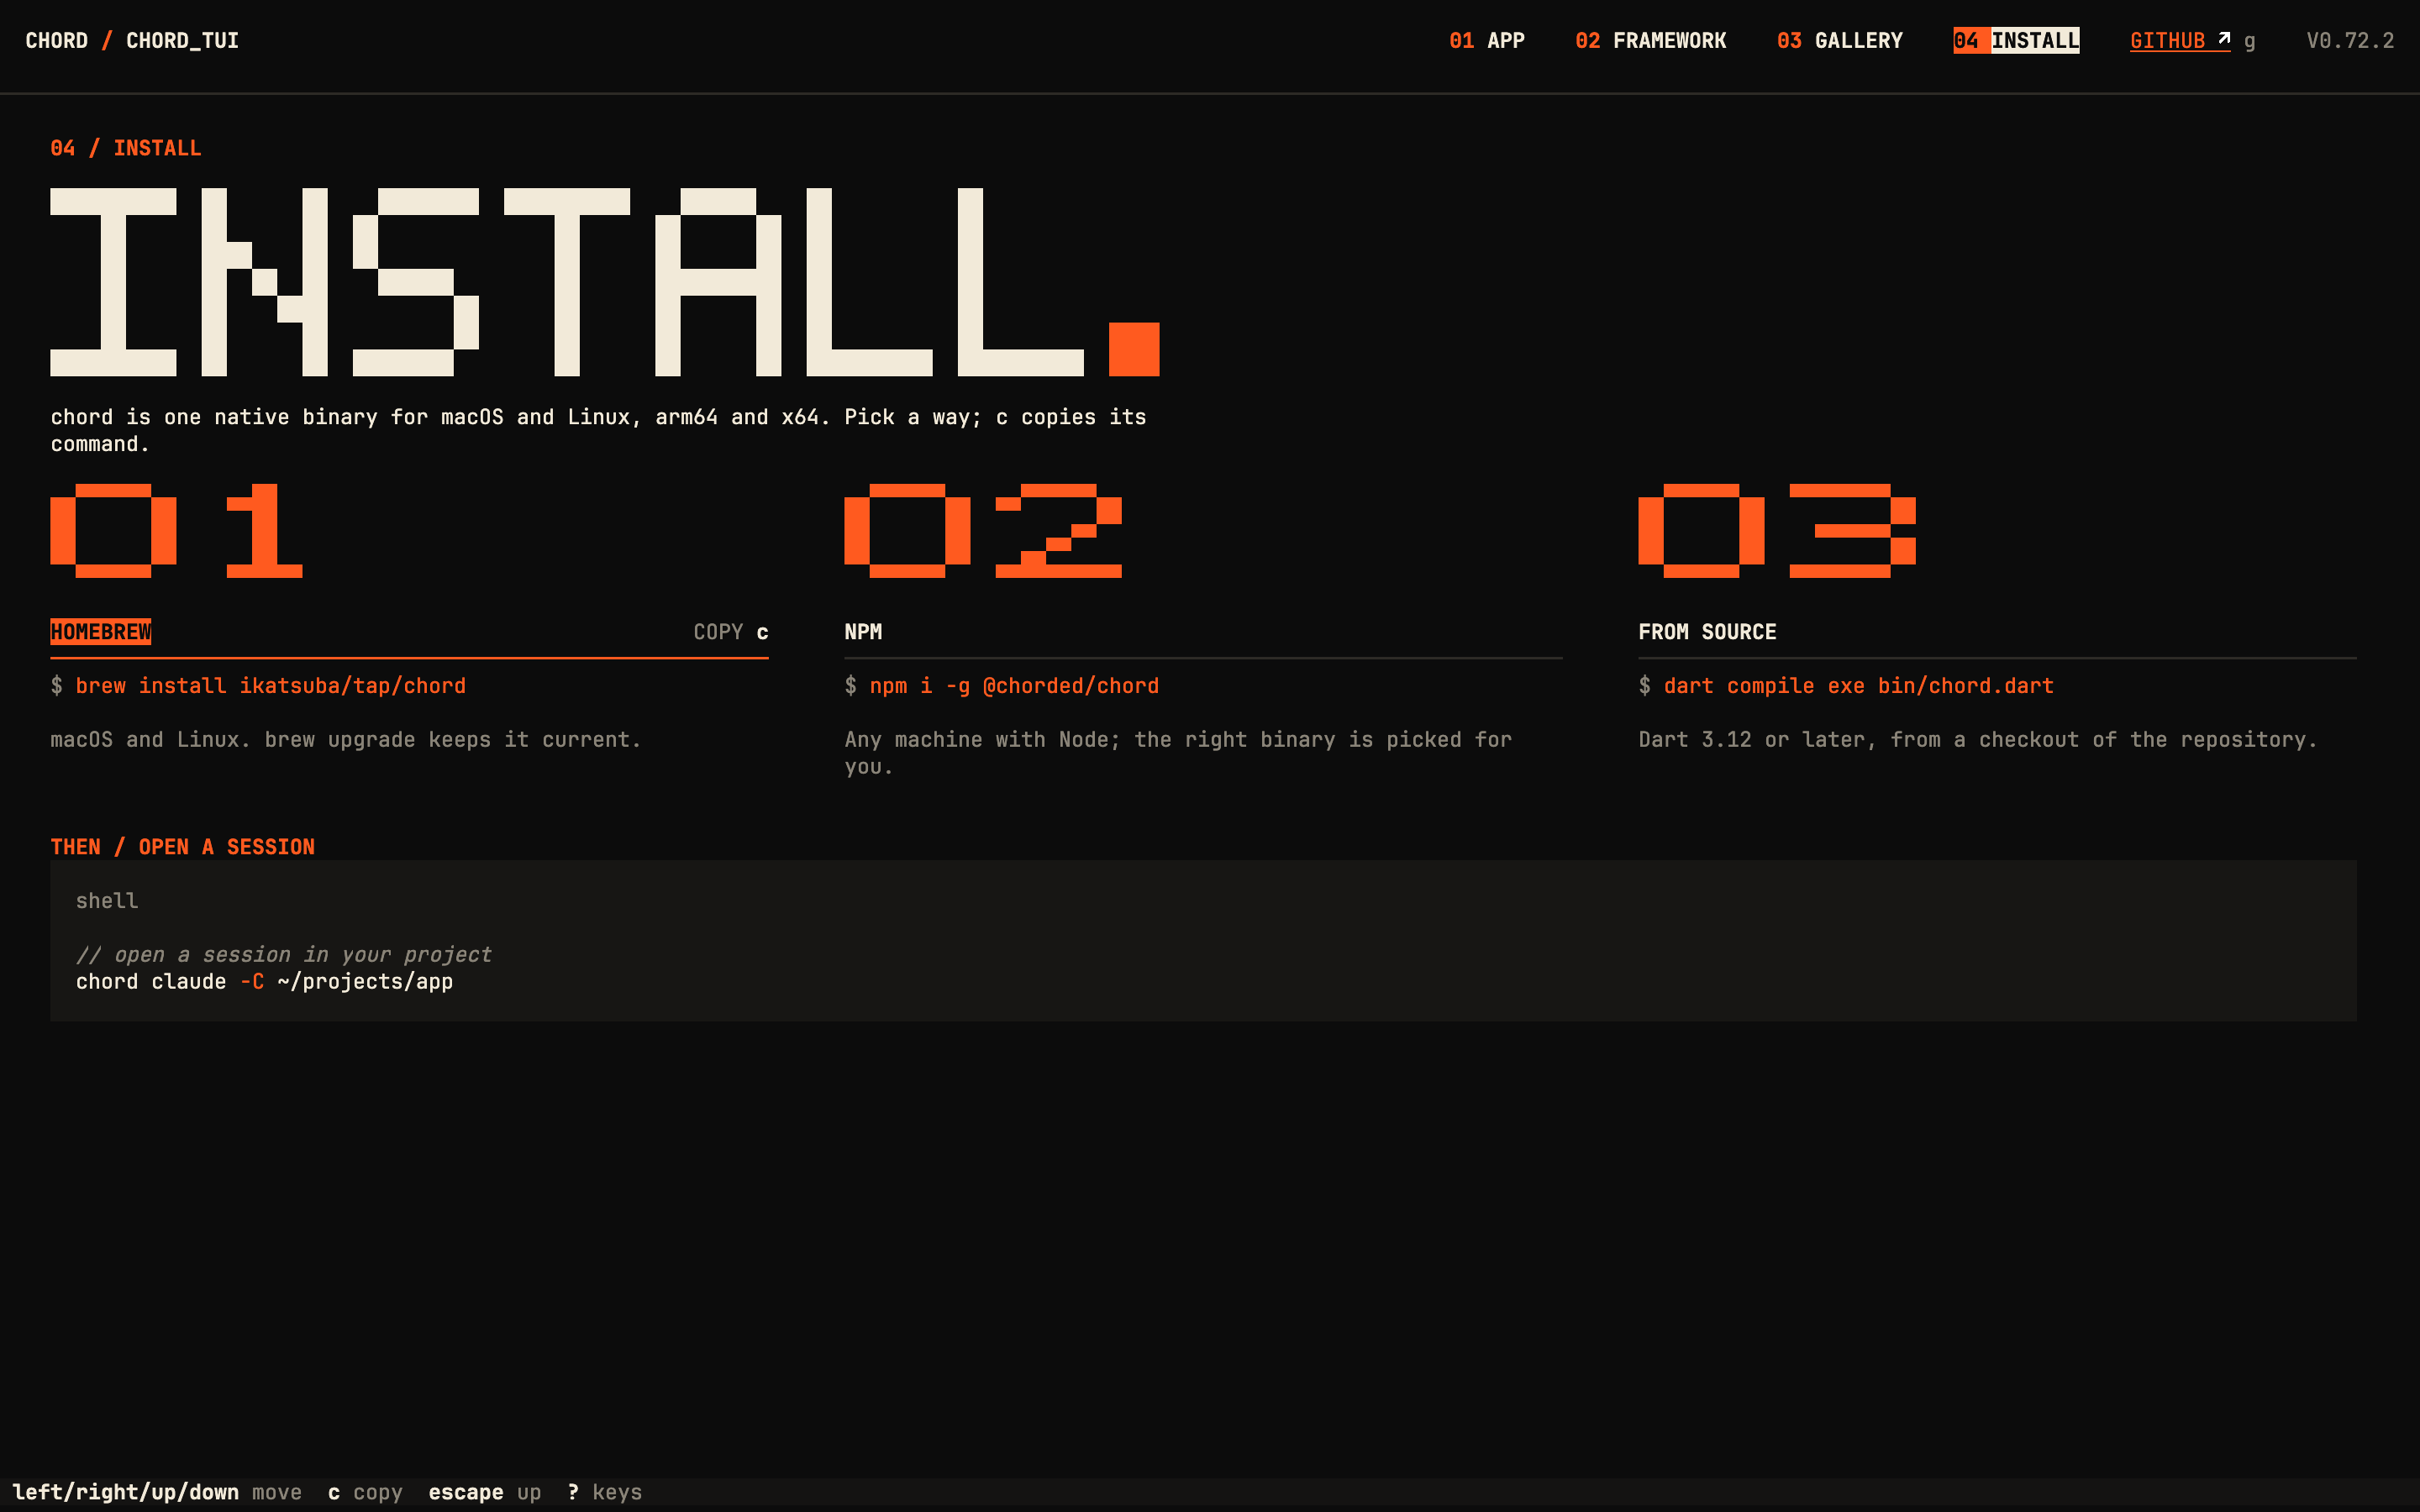 CHORD / CHORD_TUI
01 APP 02 FRAMEWORK 03 GALLERY 04 INSTALL GITHUB ↗ g V0.72.2
04 / INSTALL
INSTALL.
chord is one native binary for macOS and Linux, arm64 and x64. Pick a way; c copies its
command.
01
HOMEBREW COPY c
$ brew install ikatsuba/tap/chord
macOS and Linux. brew upgrade keeps it current.
02
NPM
$ npm i -g @chorded/chord
Any machine with Node; the right binary is picked for
you.
03
FROM SOURCE
$ dart compile exe bin/chord.dart
Dart 3.12 or later, from a checkout of the repository.
THEN / OPEN A SESSION
shell
// open a session in your project
chord claude -C ~/projects/app
left/right/up/down move c copy escape up ? keys